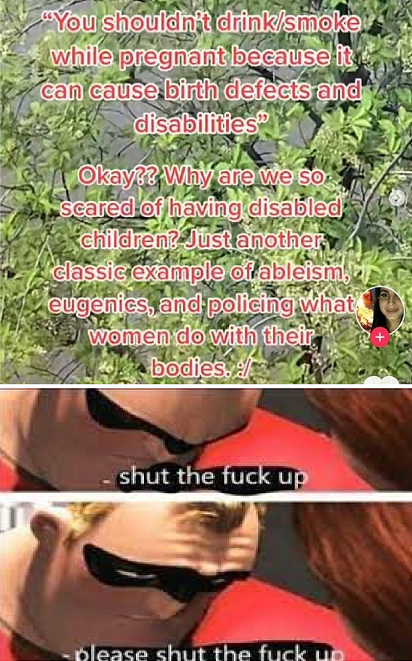 “You shouldn’t drink/smoke
while pregnant because it
can cause birth defects and
disabilities”
Okay?? Why are we so
scared of having disabled
children? Just another
classic example of ableism,
eugenics, and policing what
women do with their
bodies. :/
- shut the fuck up
- please shut the fuck up